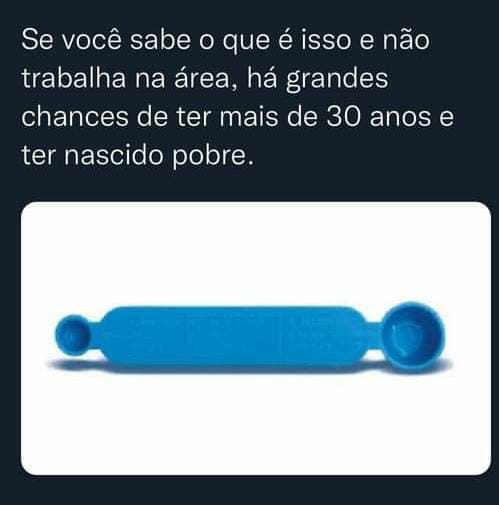 Se você sabe o que é isso e não
trabalha na área, há grandes
chances de ter mais de 30 anos e
ter nascido pobre.